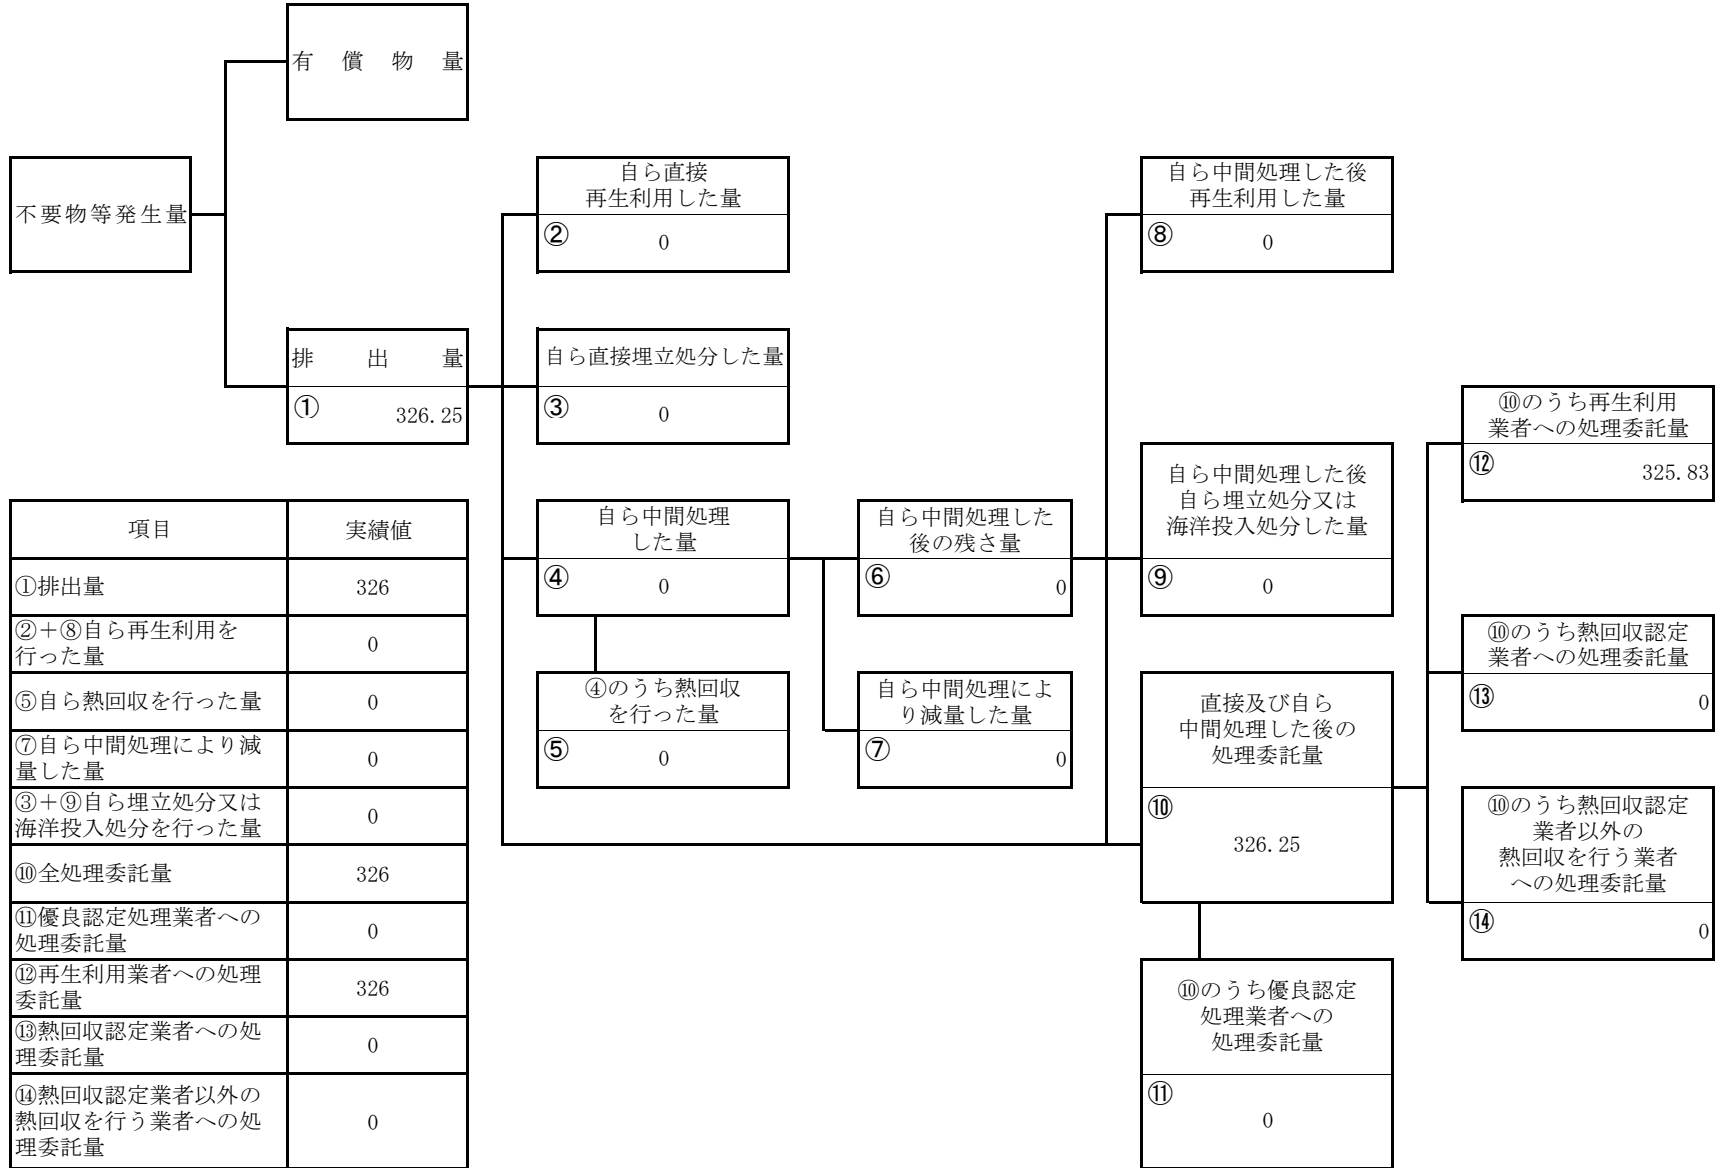 有償物量
不要物等発生量
排出量
① 326.25
自ら直接
再生利用した量
② 0
自ら直接埋立処分した量
③ 0
自ら中間処理
した量
④ 0
④のうち熱回収
を行った量
⑤ 0
自ら中間処理した
後の残さ量
⑥ 0
自ら中間処理によ
り減量した量
⑦ 0
自ら中間処理した後
再生利用した量
⑧ 0
自ら中間処理した後
自ら埋立処分又は
海洋投入処分した量
⑨ 0
直接及び自ら
中間処理した後の
処理委託量
⑩
326.25
⑩のうち優良認定
処理業者への
処理委託量
⑪
0
⑩のうち再生利用
業者への処理委託量
⑫ 325.83
⑩のうち熱回収認定
業者への処理委託量
⑬ 0
⑩のうち熱回収認定
業者以外の
熱回収を行う業者
への処理委託量
⑭ 0
項目 実績値
①排出量 326
②＋⑧自ら再生利用を
行った量 0
⑤自ら熱回収を行った量 0
⑦自ら中間処理により減
量した量 0
③＋⑨自ら埋立処分又は
海洋投入処分を行った量 0
⑩全処理委託量 326
⑪優良認定処理業者への
処理委託量 0
⑫再生利用業者への処理
委託量 326
⑬熱回収認定業者への処
理委託量 0
⑭熱回収認定業者以外の
熱回収を行う業者への処
理委託量 0